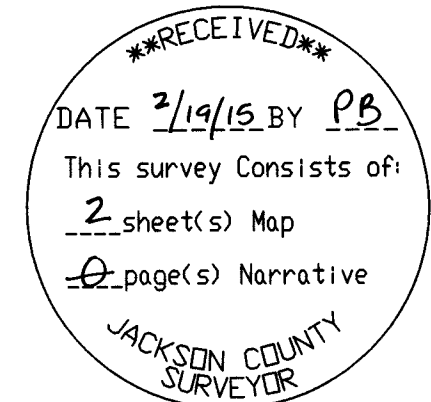 **RECEIVED**
DATE 2/19/15 BY PB
This survey Consists of:
2 sheet(s) Map
0 page(s) Narrative
JACKSON COUNTY
SURVEYOR